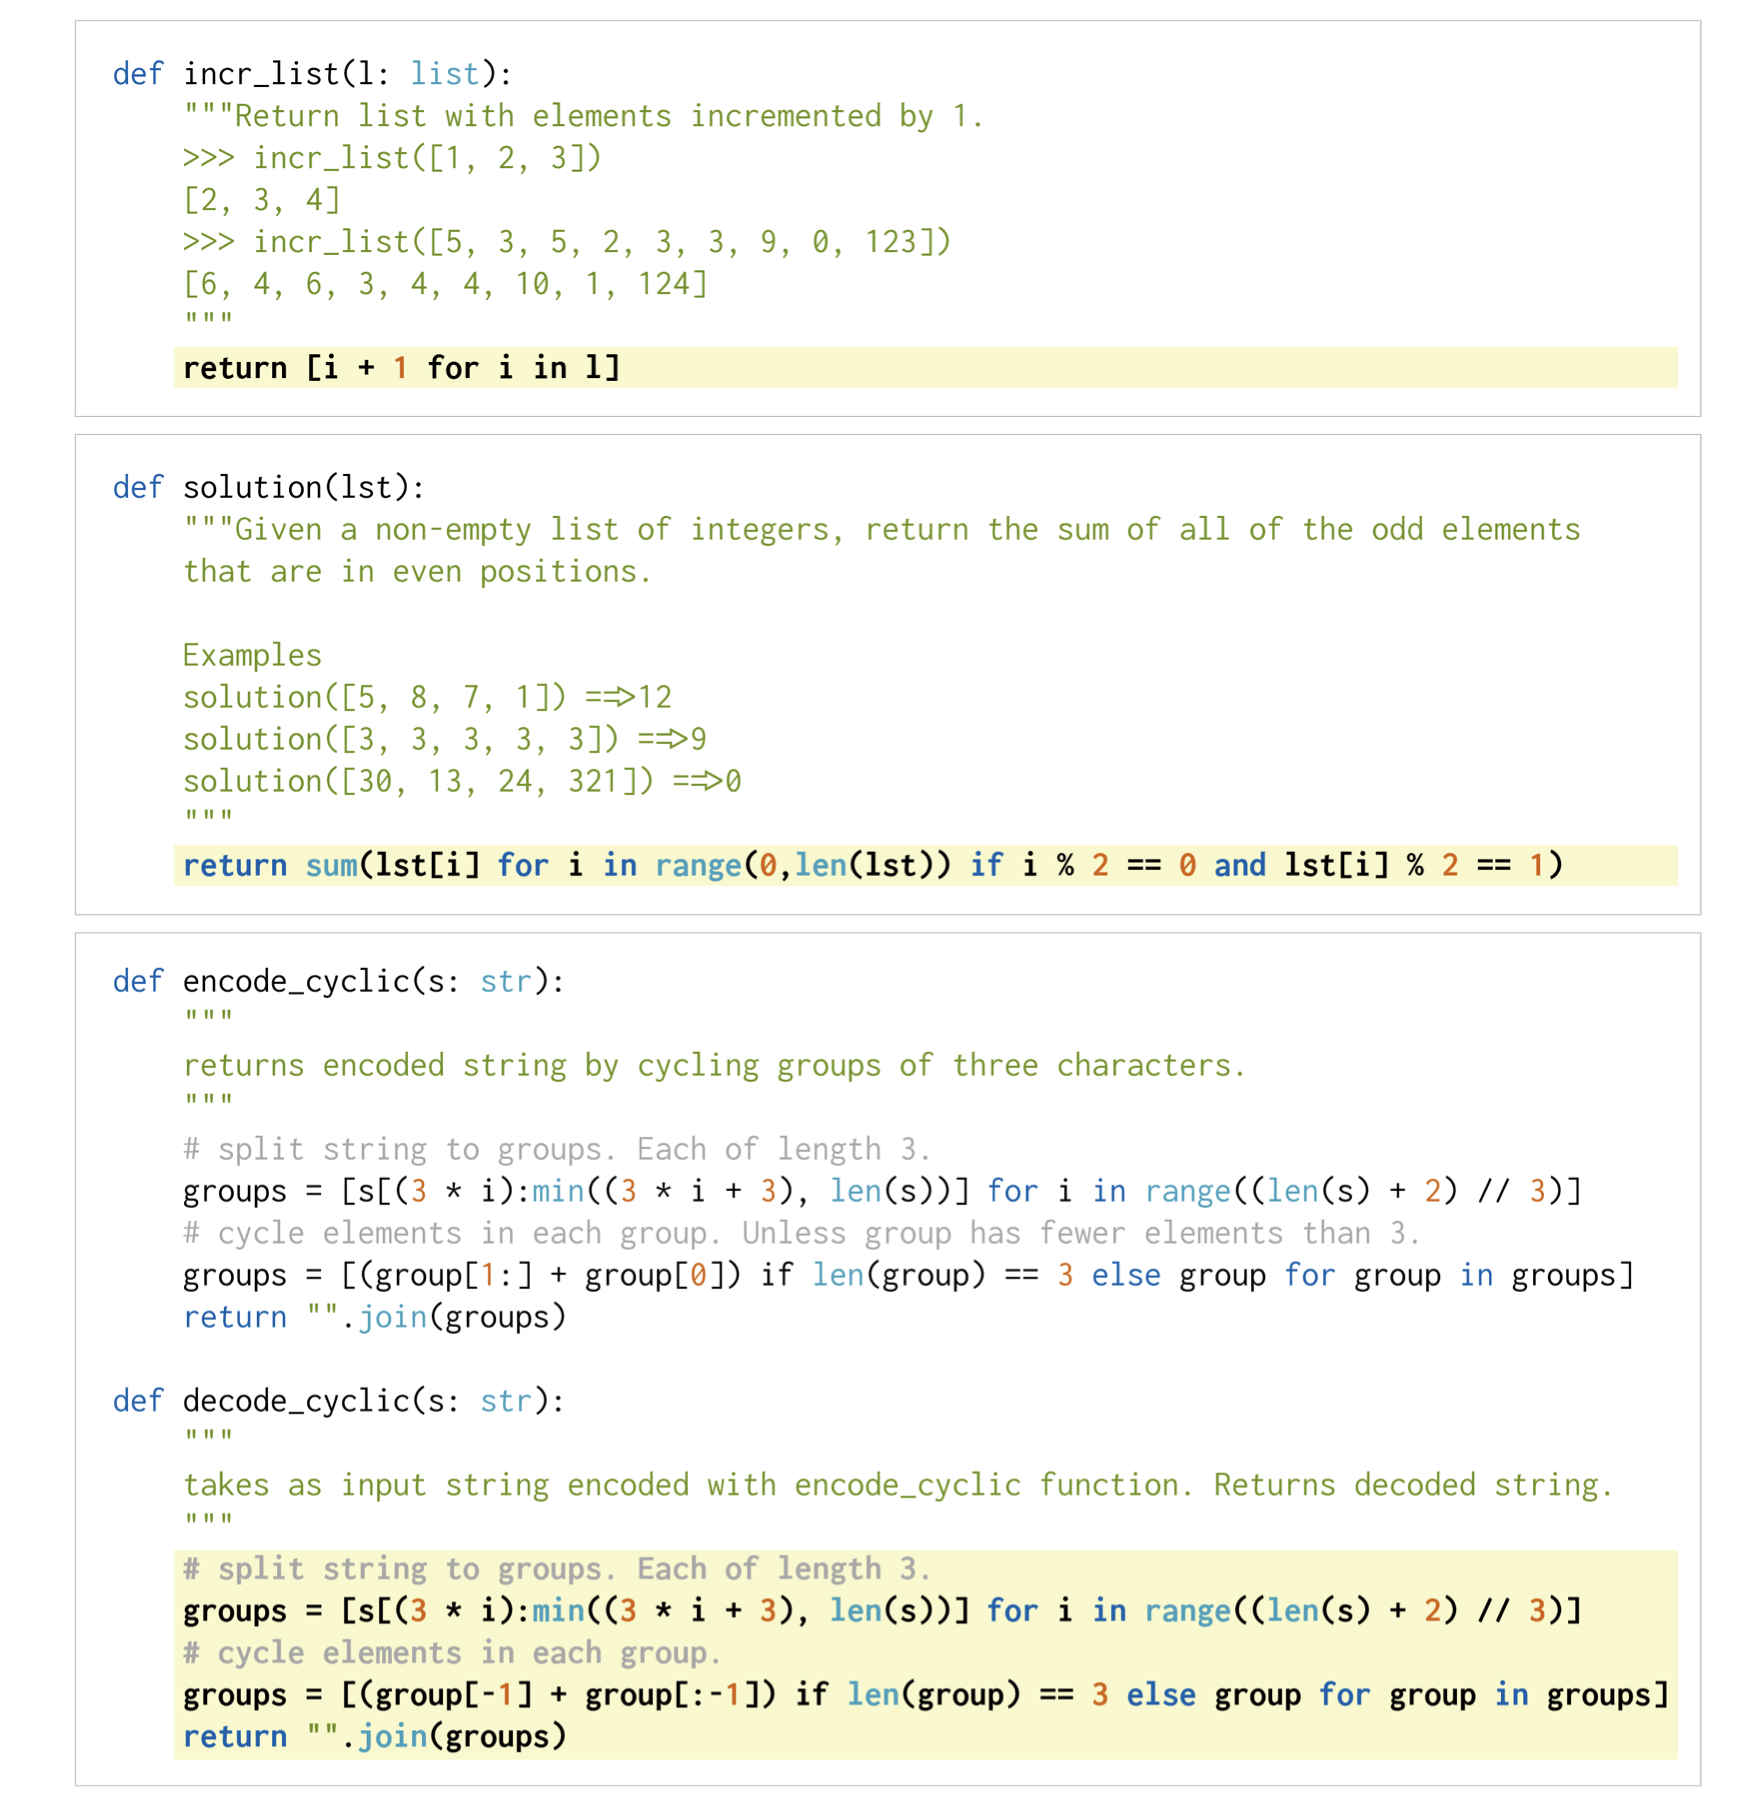 def incr_list(l: list):
    """Return list with elements incremented by 1.
    >>> incr_list([1, 2, 3])
    [2, 3, 4]
    >>> incr_list([5, 3, 5, 2, 3, 3, 9, 0, 123])
    [6, 4, 6, 3, 4, 4, 10, 1, 124]
    """
    return [i + 1 for i in l]
def solution(lst):
    """Given a non-empty list of integers, return the sum of all of the odd elements
    that are in even positions.

    Examples
    solution([5, 8, 7, 1]) ==>12
    solution([3, 3, 3, 3, 3]) ==>9
    solution([30, 13, 24, 321]) ==>0
    """
    return sum(lst[i] for i in range(0,len(lst)) if i % 2 == 0 and lst[i] % 2 == 1)
def encode_cyclic(s: str):
    """
    returns encoded string by cycling groups of three characters.
    """
    # split string to groups. Each of length 3.
    groups = [s[(3 * i):min((3 * i + 3), len(s))] for i in range((len(s) + 2) // 3)]
    # cycle elements in each group. Unless group has fewer elements than 3.
    groups = [(group[1:] + group[0]) if len(group) == 3 else group for group in groups]
    return "".join(groups)

def decode_cyclic(s: str):
    """
    takes as input string encoded with encode_cyclic function. Returns decoded string.
    """
    # split string to groups. Each of length 3.
    groups = [s[(3 * i):min((3 * i + 3), len(s))] for i in range((len(s) + 2) // 3)]
    # cycle elements in each group.
    groups = [(group[-1] + group[:-1]) if len(group) == 3 else group for group in groups]
    return "".join(groups)